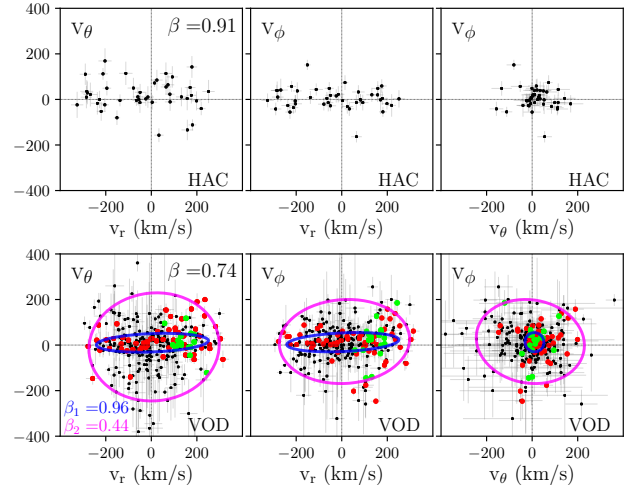 400
200
0
−200
−400
v_θ
β = 0.91
HAC
v_ϕ
HAC
v_ϕ
HAC
−200 0 200
−200 0 200
−200 0 200
v_r (km/s)
v_r (km/s)
v_θ (km/s)
400
200
0
−200
−400
v_θ
β = 0.74
β_1 = 0.96
β_2 = 0.44
VOD
v_ϕ
VOD
v_ϕ
VOD
−200 0 200
−200 0 200
−200 0 200
v_r (km/s)
v_r (km/s)
v_θ (km/s)